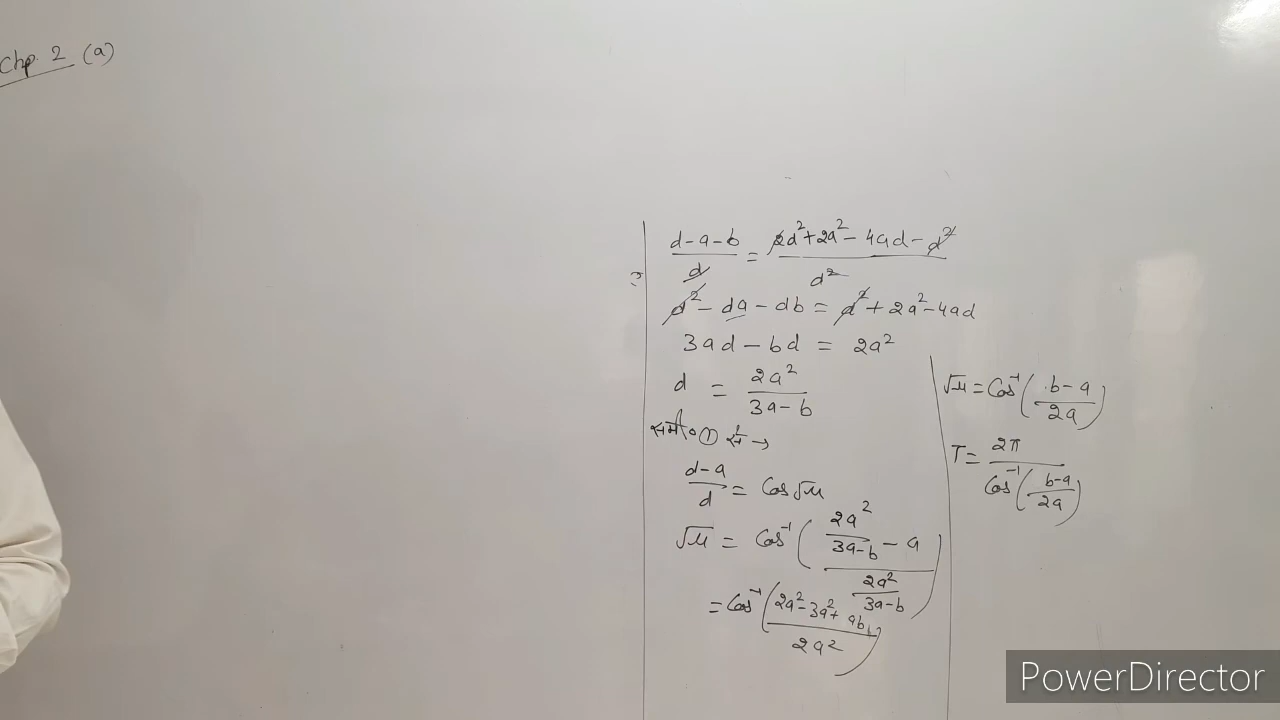 Chp. 2 (a)
(d-a-b)/d = (2d²+2a²-4ad-d²)/d²
d²-da-db = d²+2a²-4ad
3ad-bd = 2a²
d = 2a²/(3a-b)
समी० ① से →
(d-a)/d = Cos√μ
√μ = Cos⁻¹((2a²/(3a-b) - a)/(2a²/(3a-b)))
= Cos⁻¹((2a²-3a²+ab)/2a²)
√μ = Cos⁻¹((b-a)/2a)
T = 2π/Cos⁻¹((b-a)/2a)
PowerDirector